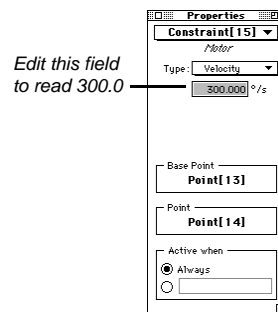 Properties
Constraint[15]
Motor
Type: Velocity
Edit this field
to read 300.0
300.000 °/s
Base Point
Point[13]
Point
Point[14]
Active when
Always